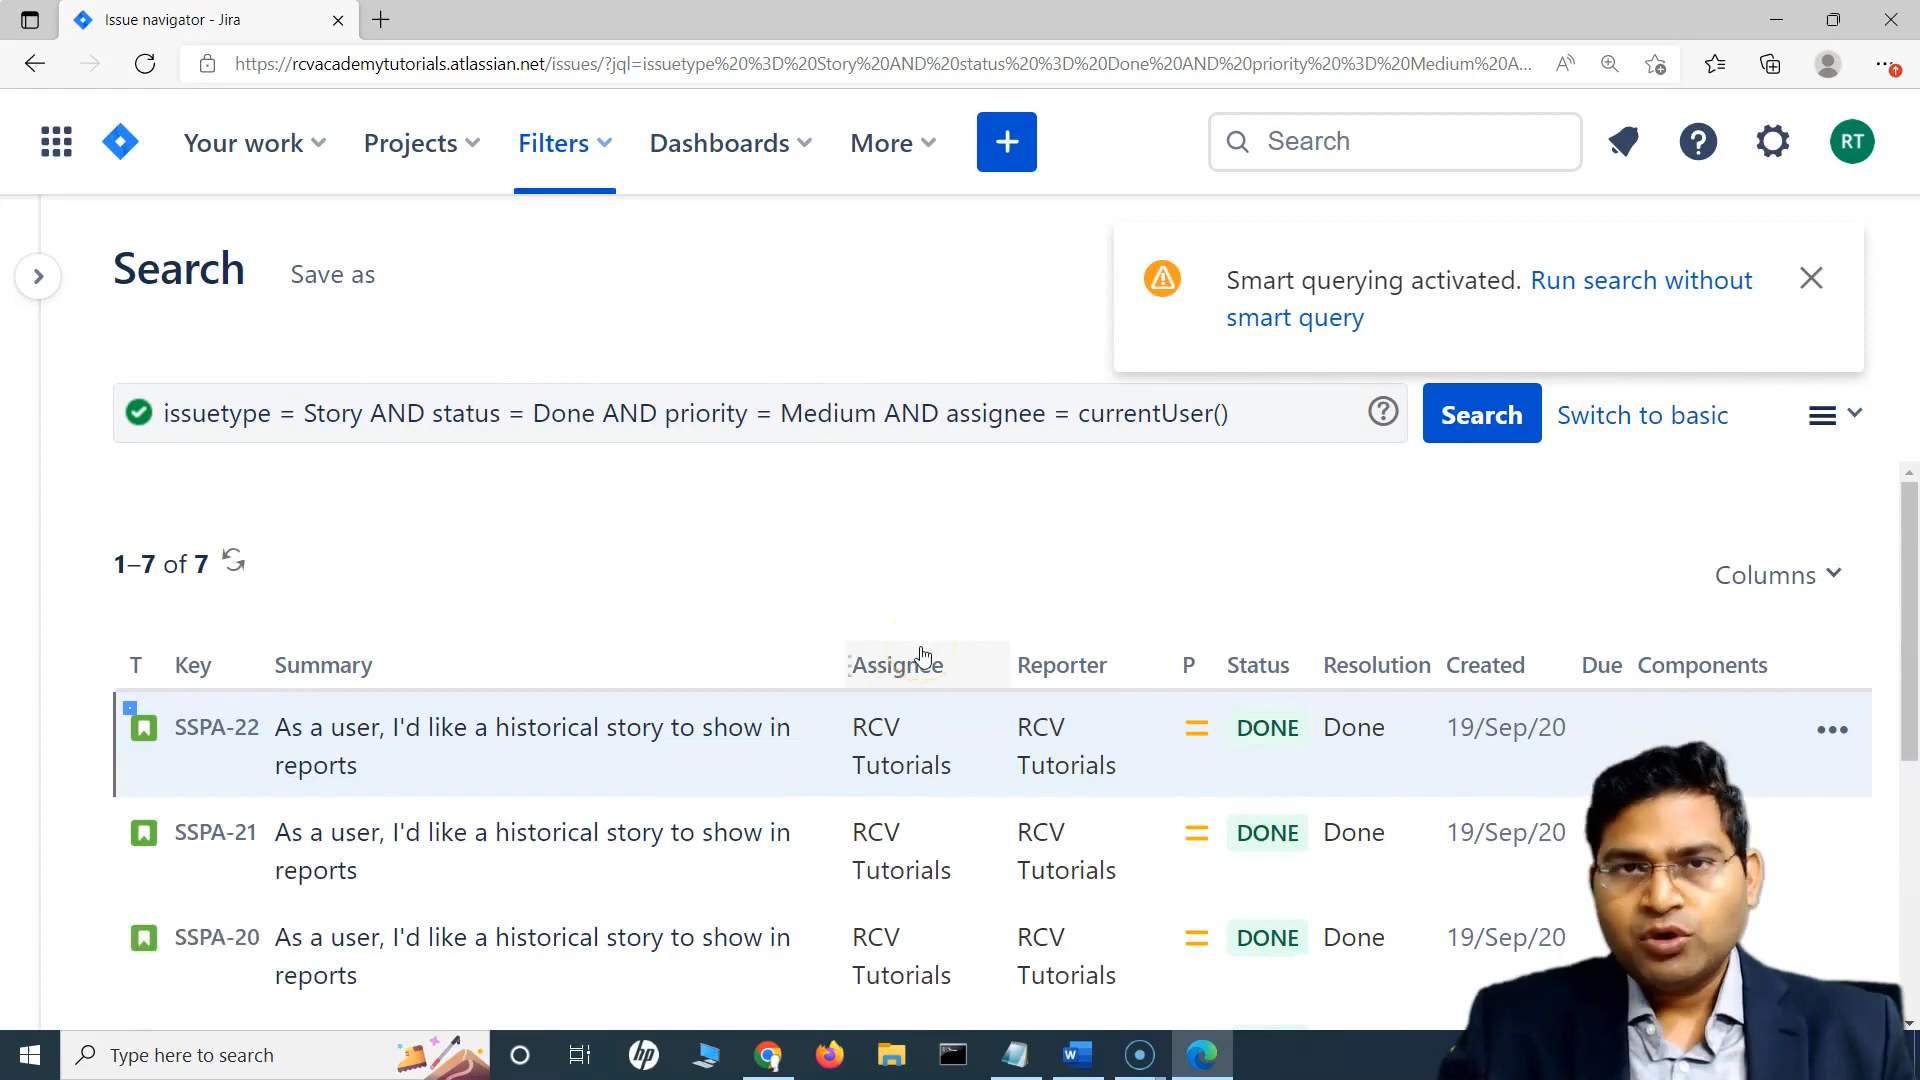 Issue navigator - Jira
https://rcvacademytutorials.atlassian.net/issues/?jql=issuetype%20%3D%20Story%20AND%20status%20%3D%20Done%20AND%20priority%20%3D%20Medium%20A...
Your work
Projects
Filters
Dashboards
More
Search
RT
Search
Save as
Smart querying activated. Run search without
smart query
issuetype = Story AND status = Done AND priority = Medium AND assignee = currentUser()
Search
Switch to basic
1–7 of 7
Columns
T Key Summary Assignee Reporter P Status Resolution Created Due Components
SSPA-22 As a user, I'd like a historical story to show in RCV RCV DONE Done 19/Sep/20
reports Tutorials Tutorials
SSPA-21 As a user, I'd like a historical story to show in RCV RCV DONE Done 19/Sep/20
reports Tutorials Tutorials
SSPA-20 As a user, I'd like a historical story to show in RCV RCV DONE Done 19/Sep/20
reports Tutorials Tutorials
Type here to search